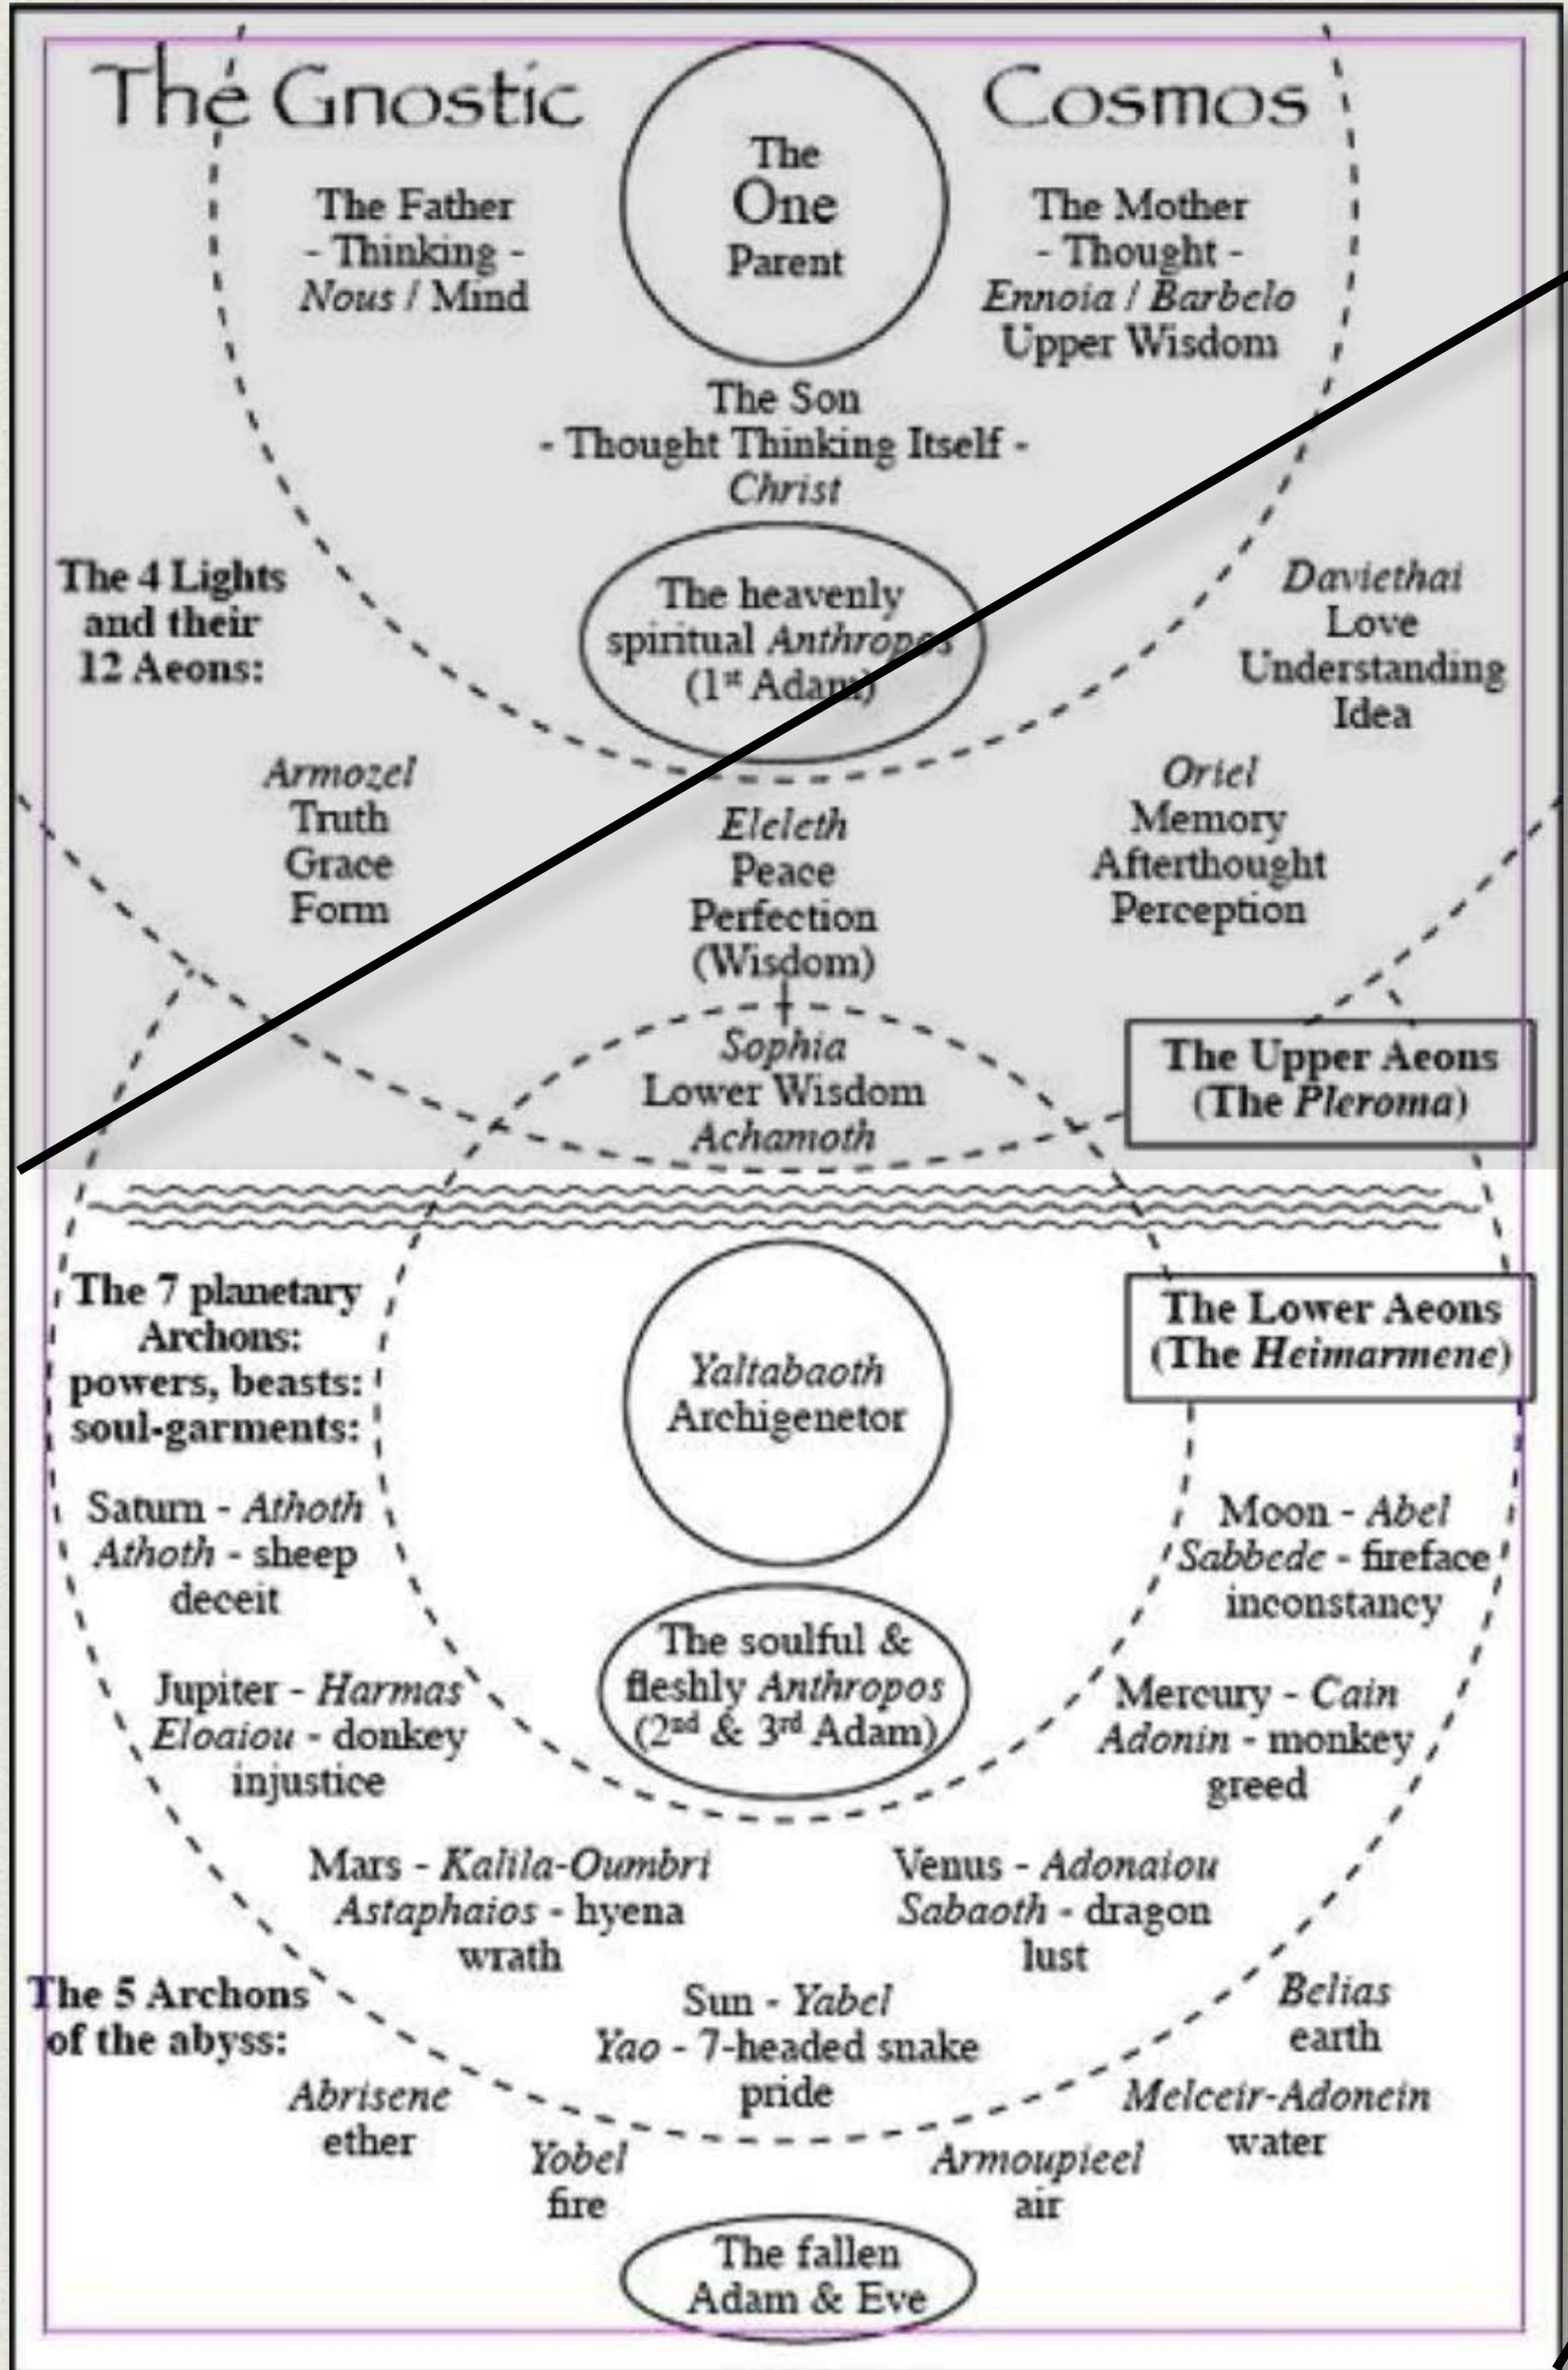 The Gnostic Cosmos
The
One
Parent
The Father
- Thinking -
Nous / Mind
The Mother
- Thought -
Ennoia / Barbelo
Upper Wisdom
The Son
- Thought Thinking Itself -
Christ
The heavenly
spiritual Anthropos
(1st Adam)
The 4 Lights
and their
12 Aeons:
Daviethai
Love
Understanding
Idea
Armozel
Truth
Grace
Form
Eleleth
Peace
Perfection
(Wisdom)
Oriel
Memory
Afterthought
Perception
Sophia
Lower Wisdom
Achamoth
The Upper Aeons
(The Pleroma)
The Lower Aeons
(The Heimarmene)
The 7 planetary
Archons:
powers, beasts:
soul-garments:
Yaltabaoth
Archigenetor
Saturn - Athoth
Athoth - sheep
deceit
Moon - Abel
Sabbede - fireface
inconstancy
The soulful &
fleshly Anthropos
(2nd & 3rd Adam)
Jupiter - Harmas
Eloaiou - donkey
injustice
Mercury - Cain
Adonin - monkey
greed
Mars - Kalila-Oumbri
Astaphaios - hyena
wrath
Venus - Adonaiou
Sabaoth - dragon
lust
Sun - Yabel
Yao - 7-headed snake
pride
The 5 Archons
of the abyss:
Abrisene
ether
Yobel
fire
Armoupieel
air
Melceir-Adonein
water
Belias
earth
The fallen
Adam & Eve